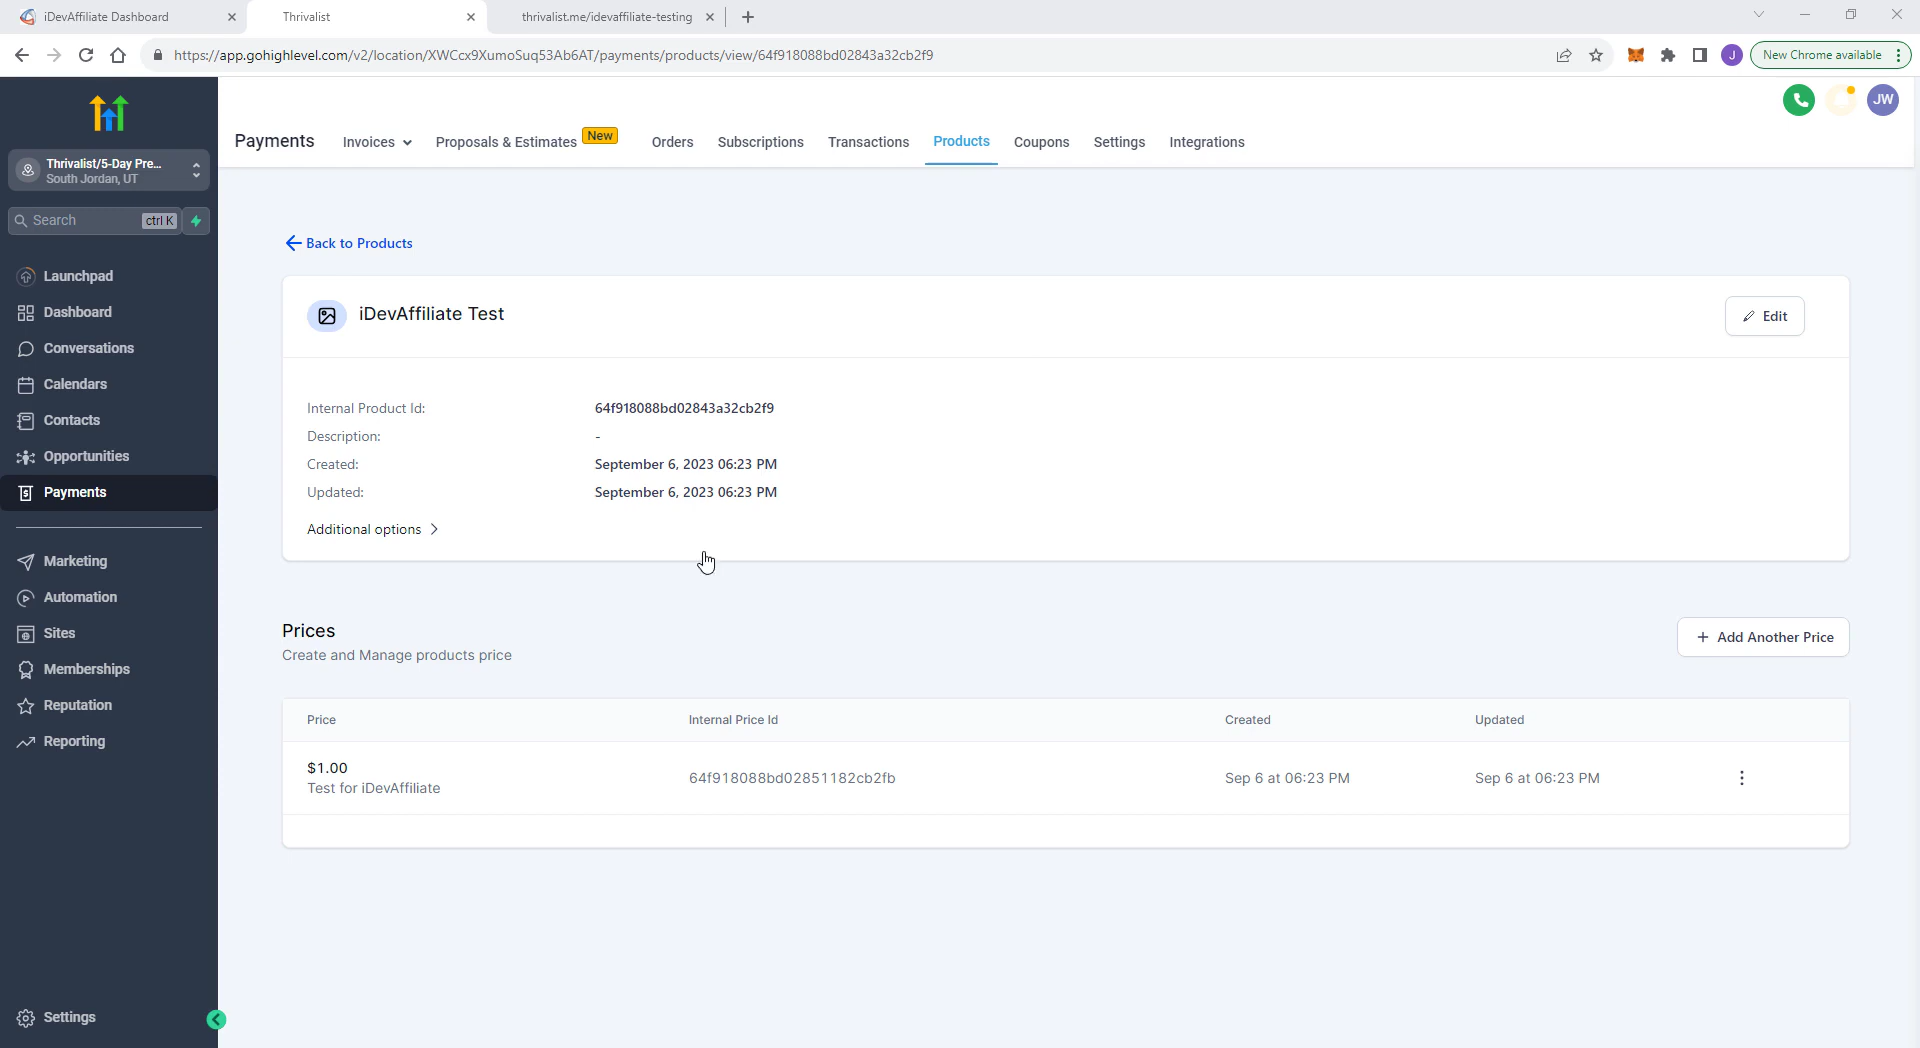 iDevAffiliate Dashboard
Thrivalist
thrivalist.me/idevaffiliate-testing
https://app.gohighlevel.com/v2/location/XWCcx9XumoSuq53Ab6AT/payments/products/view/64f918088bd02843a32cb2f9
J
New Chrome available
JW
Thrivalist/5-Day Pre...
South Jordan, UT
Search
ctrl K
Launchpad
Dashboard
Conversations
Calendars
Contacts
Opportunities
Payments
Marketing
Automation
Sites
Memberships
Reputation
Reporting
Settings
Payments
Invoices
Proposals & Estimates
New
Orders
Subscriptions
Transactions
Products
Coupons
Settings
Integrations
Back to Products
iDevAffiliate Test
Edit
Internal Product Id: 64f918088bd02843a32cb2f9
Description: -
Created: September 6, 2023 06:23 PM
Updated: September 6, 2023 06:23 PM
Additional options
Prices
Create and Manage products price
+ Add Another Price
Price Internal Price Id Created Updated
$1.00
Test for iDevAffiliate
64f918088bd02851182cb2fb Sep 6 at 06:23 PM Sep 6 at 06:23 PM